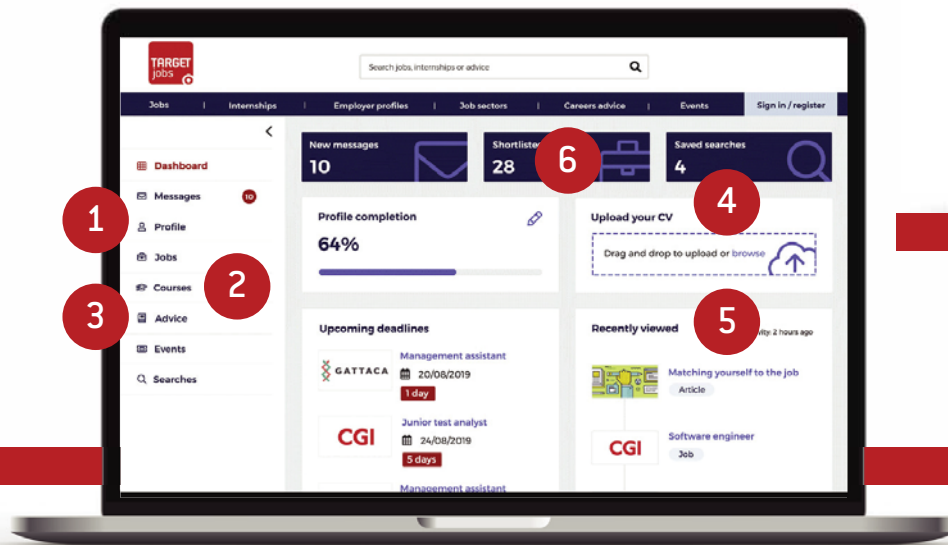 TARGET
jobs
Search jobs, internships or advice
Jobs | Internships | Employer profiles | Job sectors | Careers advice | Events Sign in / register
New messages
10
Shortliste
28
6
Saved searches
4
Dashboard
Messages 10
1
Profile
Jobs
2
Courses
3
Advice
Events
Searches
Profile completion
64%
4
Upload your CV
Drag and drop to upload or browse
Upcoming deadlines
GATTACA
Management assistant
20/08/2019
1 day
CGI
Junior test analyst
24/08/2019
5 days
Management assistant
5
Recently viewed
2 hours ago
Matching yourself to the job
Article
CGI
Software engineer
Job